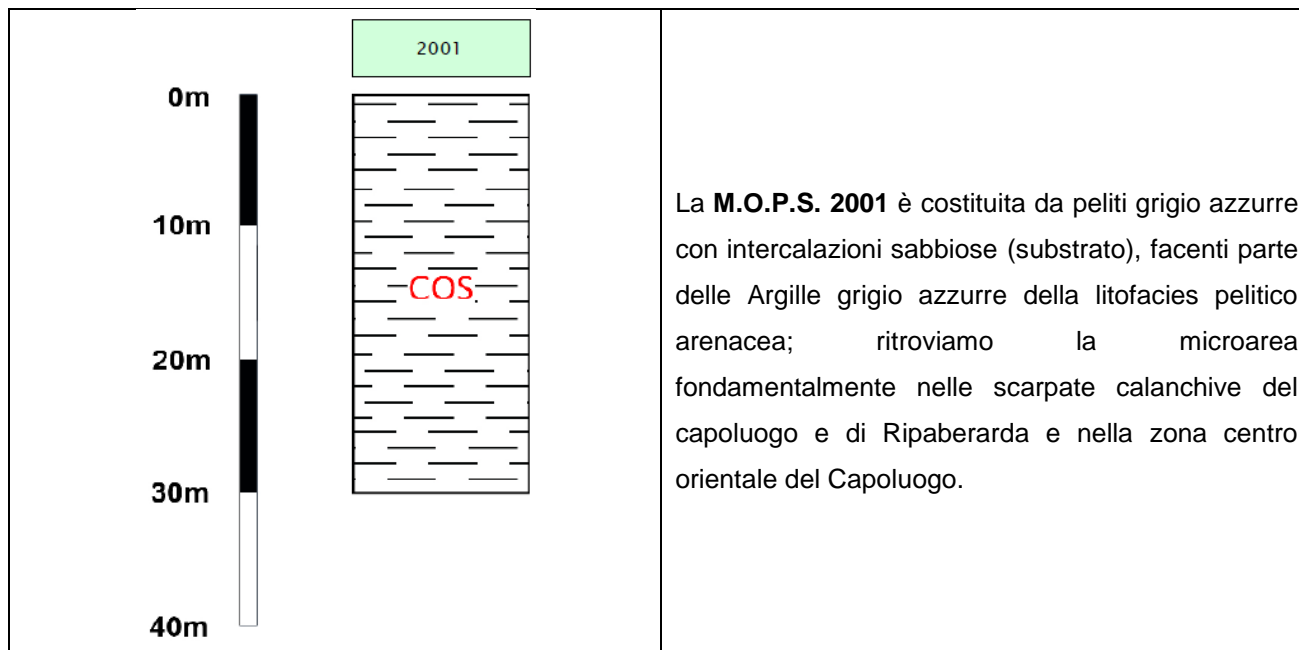 2001
0m
10m
COS
20m
30m
40m
La M.O.P.S. 2001 è costituita da peliti grigio azzurre
con intercalazioni sabbiose (substrato), facenti parte
delle Argille grigio azzurre della litofacies pelitico
arenacea; ritroviamo la microarea
fondamentalmente nelle scarpate calanchive del
capoluogo e di Ripaberarda e nella zona centro
orientale del Capoluogo.